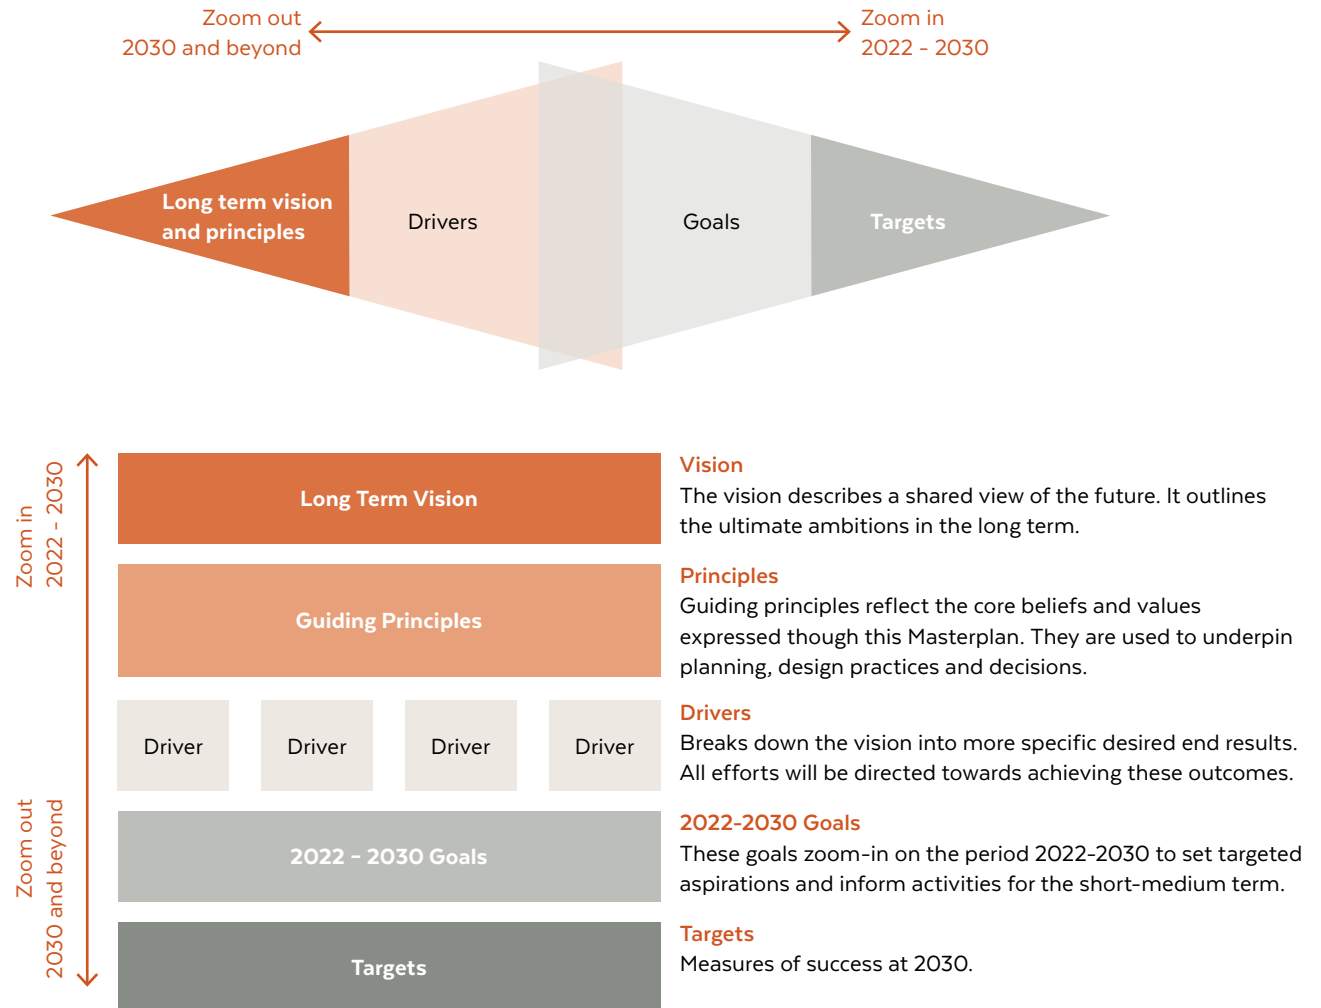 Zoom out
2030 and beyond
Zoom in
2022 - 2030
Long term vision
and principles
Drivers
Goals
Targets
Zoom in
2022 - 2030
Zoom out
2030 and beyond
Long Term Vision
Vision
The vision describes a shared view of the future. It outlines
the ultimate ambitions in the long term.
Guiding Principles
Principles
Guiding principles reflect the core beliefs and values
expressed though this Masterplan. They are used to underpin
planning, design practices and decisions.
Driver
Driver
Driver
Driver
Drivers
Breaks down the vision into more specific desired end results.
All efforts will be directed towards achieving these outcomes.
2022 - 2030 Goals
2022-2030 Goals
These goals zoom-in on the period 2022-2030 to set targeted
aspirations and inform activities for the short-medium term.
Targets
Targets
Measures of success at 2030.